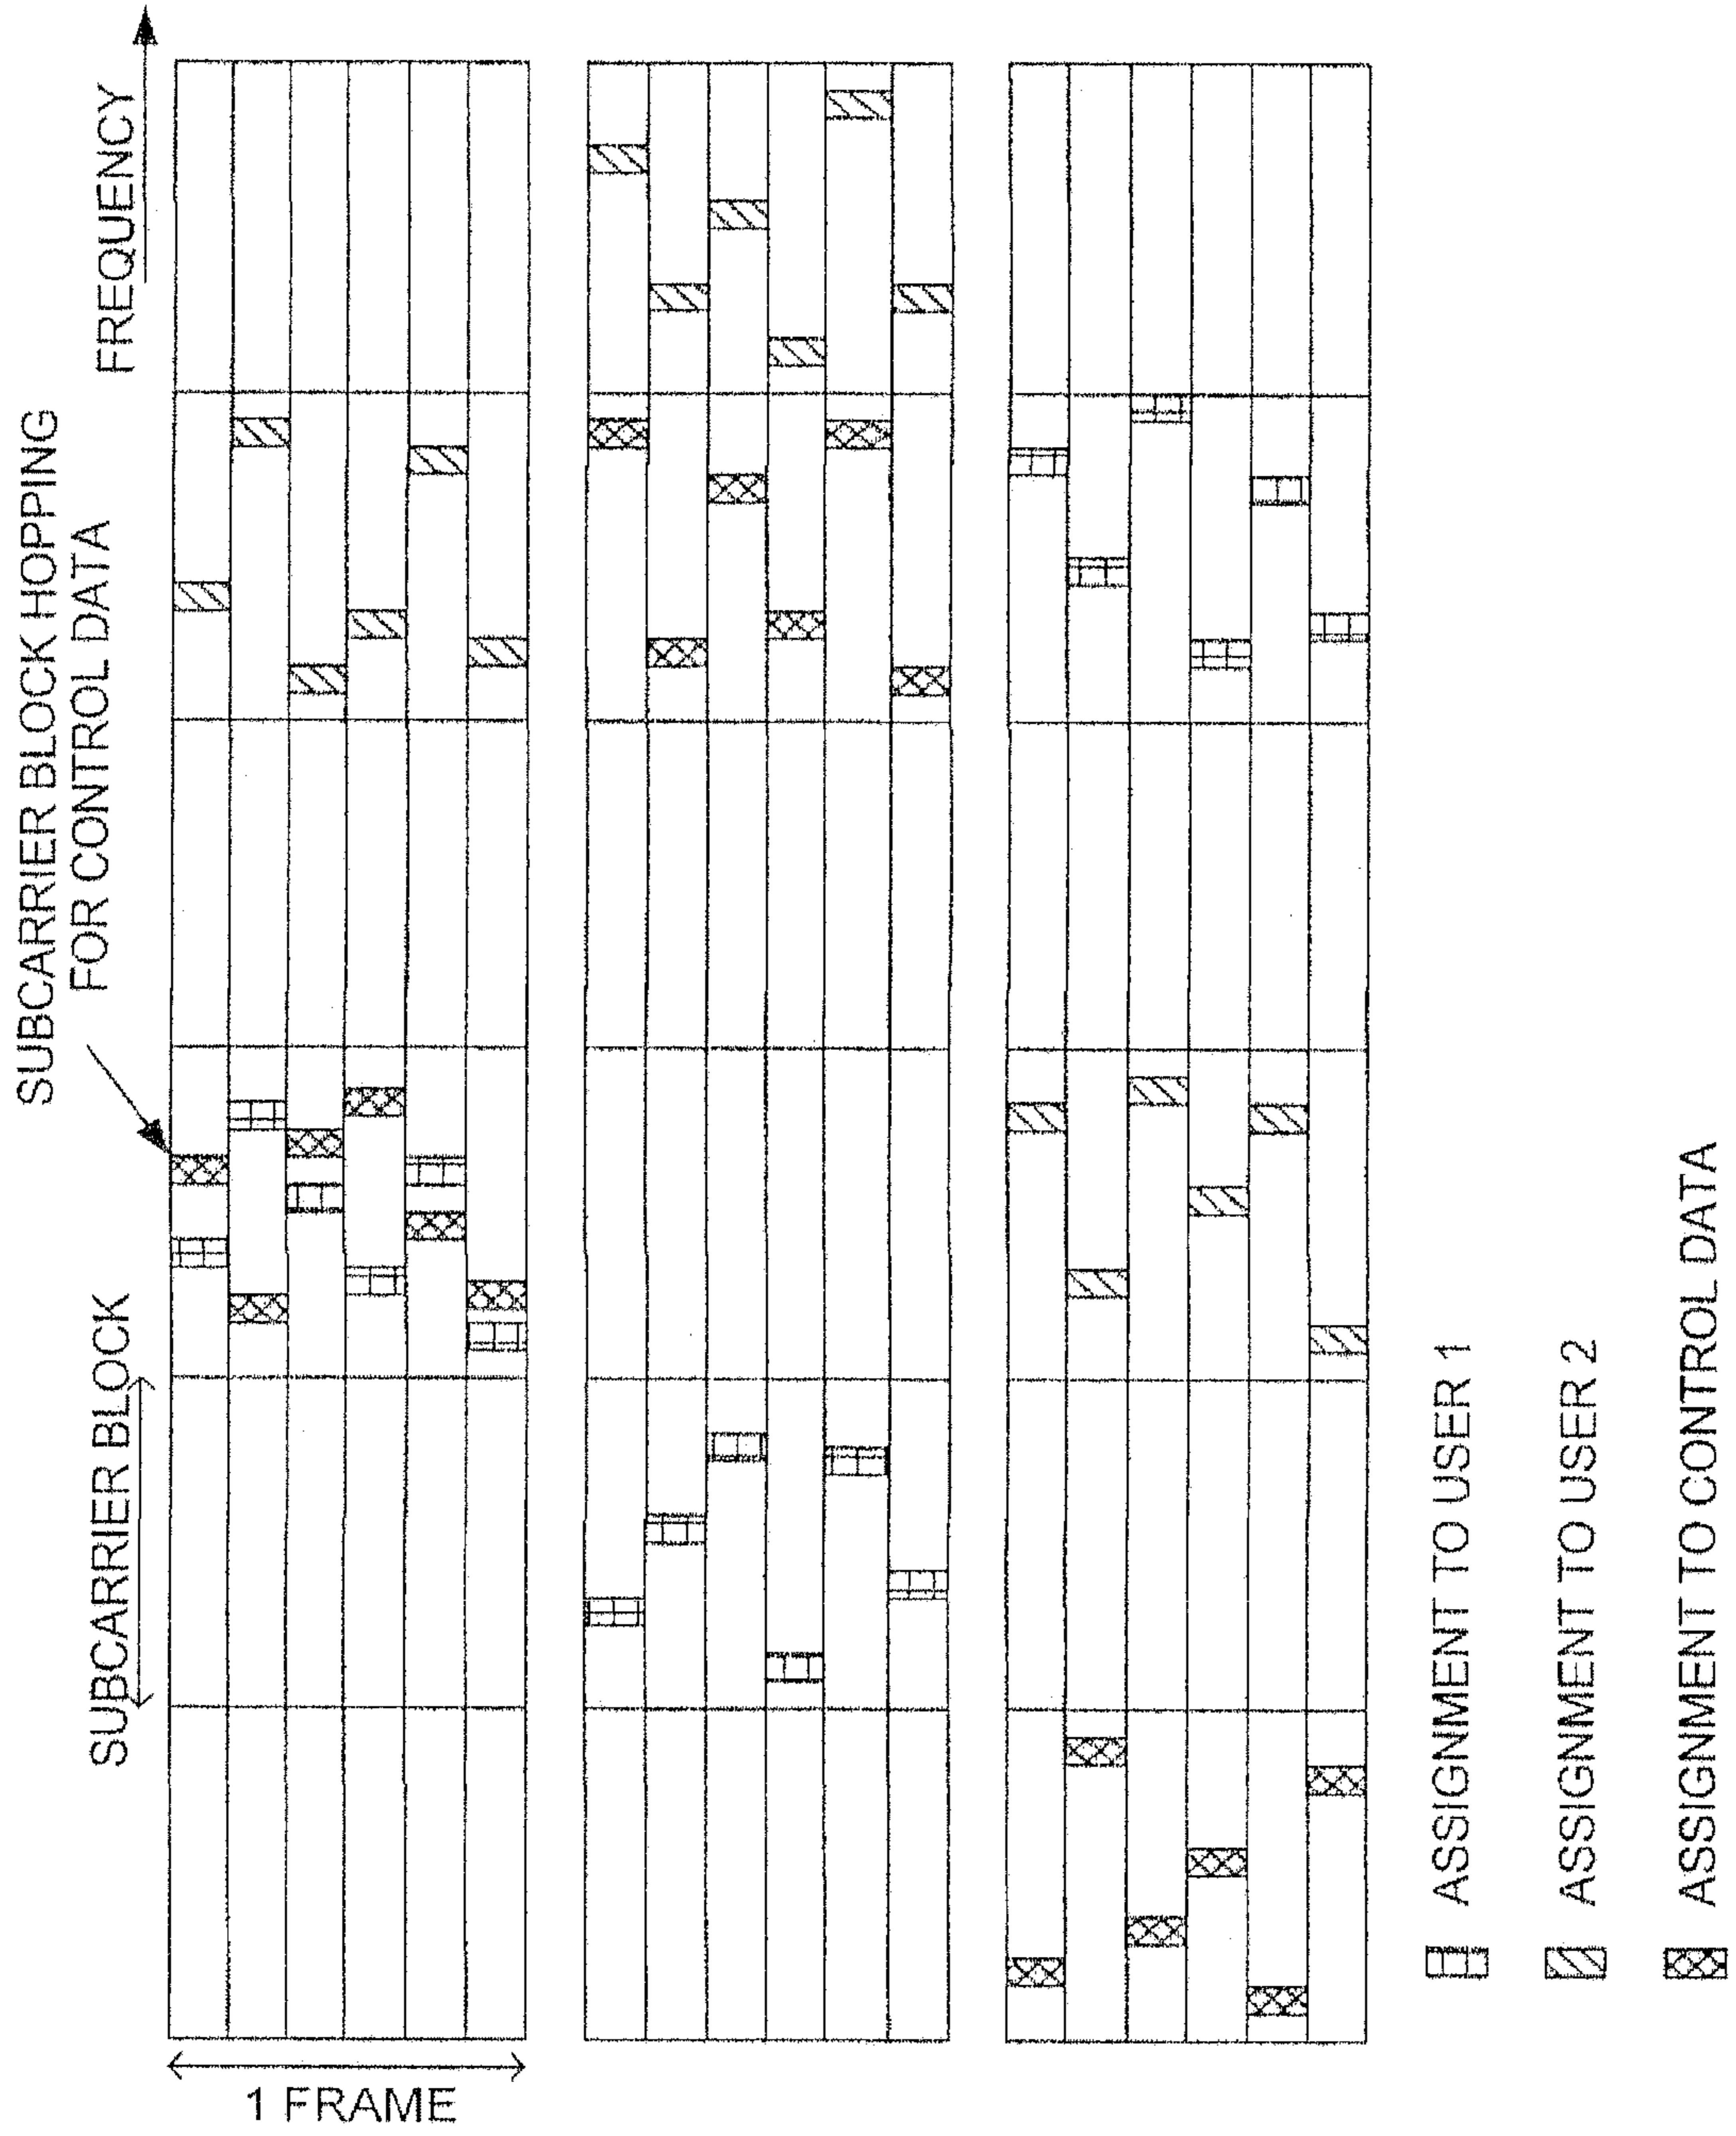 SUBCARRIER BLOCK HOPPING
FOR CONTROL DATA
SUBCARRIER BLOCK
FREQUENCY
1 FRAME
ASSIGNMENT TO USER 1
ASSIGNMENT TO USER 2
ASSIGNMENT TO CONTROL DATA